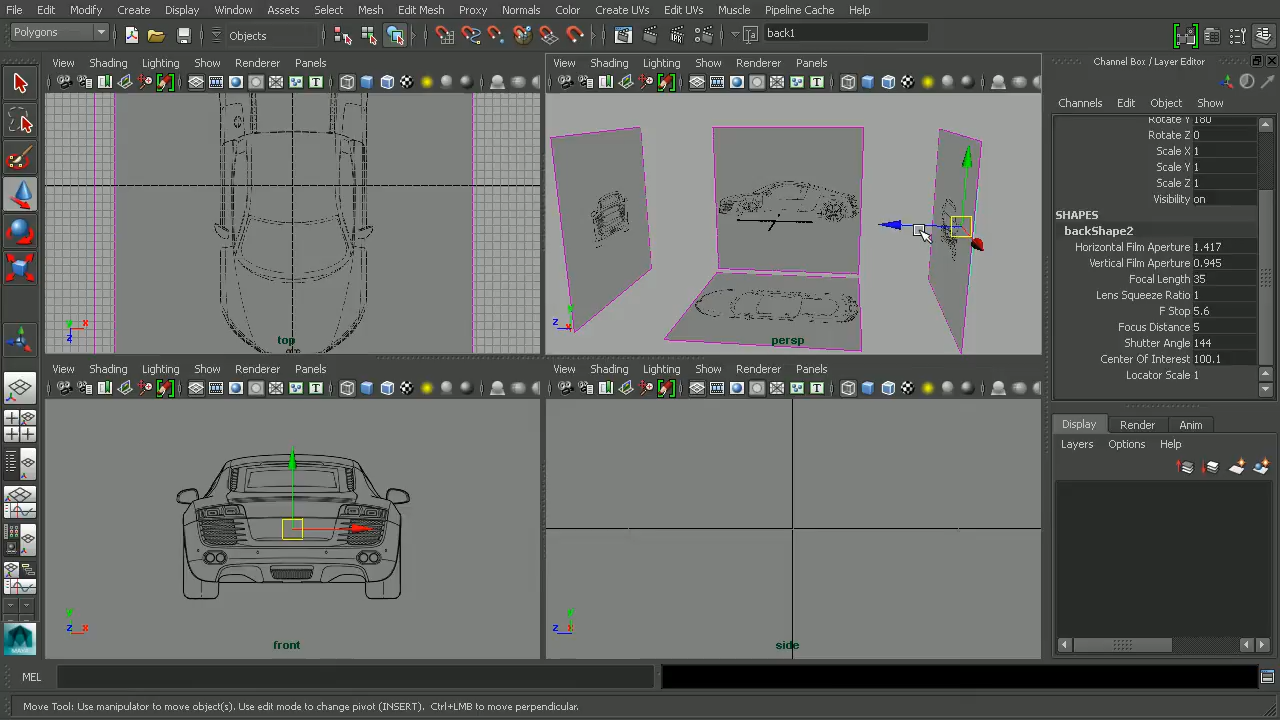 File Edit Modify Create Display Window Assets Select Mesh Edit Mesh Proxy Normals Color Create UVs Edit UVs Muscle Pipeline Cache Help
Polygons Objects back1
Channel Box / Layer Editor
View Shading Lighting Show Renderer Panels
View Shading Lighting Show Renderer Panels
Channels Edit Object Show
Rotate Y 180
Rotate Z 0
Scale X 1
Scale Y 1
Scale Z 1
Visibility on
SHAPES
backShape2
Horizontal Film Aperture 1.417
Vertical Film Aperture 0.945
Focal Length 35
Lens Squeeze Ratio 1
F Stop 5.6
Focus Distance 5
Shutter Angle 144
Center Of Interest 100.1
Locator Scale 1
y x z top
y z x persp
View Shading Lighting Show Renderer Panels
View Shading Lighting Show Renderer Panels
Display Render Anim
Layers Options Help
y z x front
y z x side
MEL
Move Tool: Use manipulator to move object(s). Use edit mode to change pivot (INSERT). Ctrl+LMB to move perpendicular.